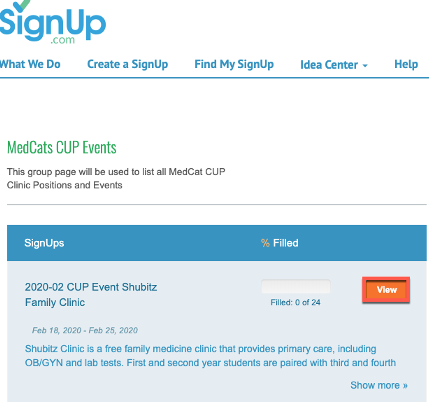 SignUp
.com
What We Do Create a SignUp Find My SignUp Idea Center Help
MedCats CUP Events
This group page will be used to list all MedCat CUP
Clinic Positions and Events
SignUps % Filled
2020-02 CUP Event Shubitz
Family Clinic
View
Filled: 0 of 24
Feb 18, 2020 - Feb 25, 2020
Shubitz Clinic is a free family medicine clinic that provides primary care, including
OB/GYN and lab tests. First and second year students are paired with third and fourth
Show more »